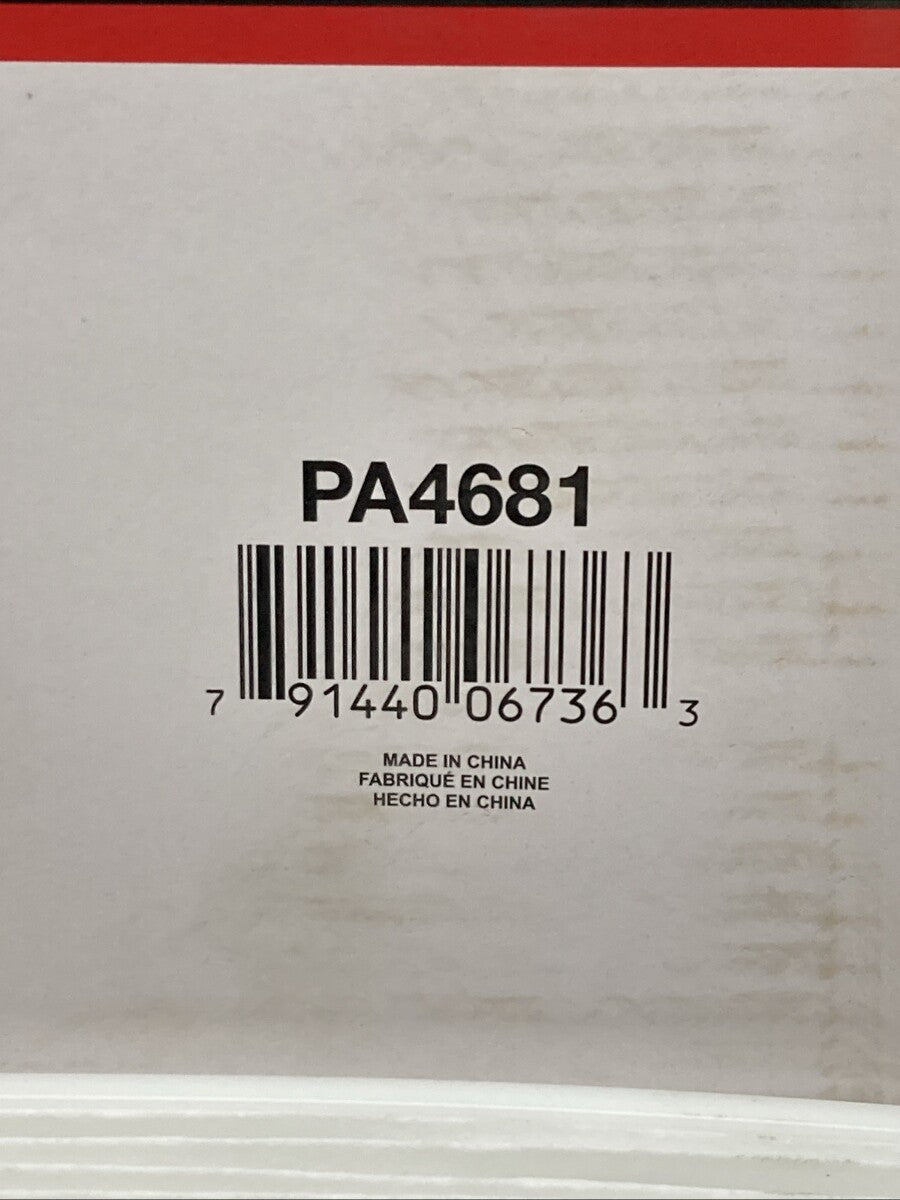 PA4681
7 91440 06736 3
MADE IN CHINA
FABRIQUÉ EN CHINE
HECHO EN CHINA